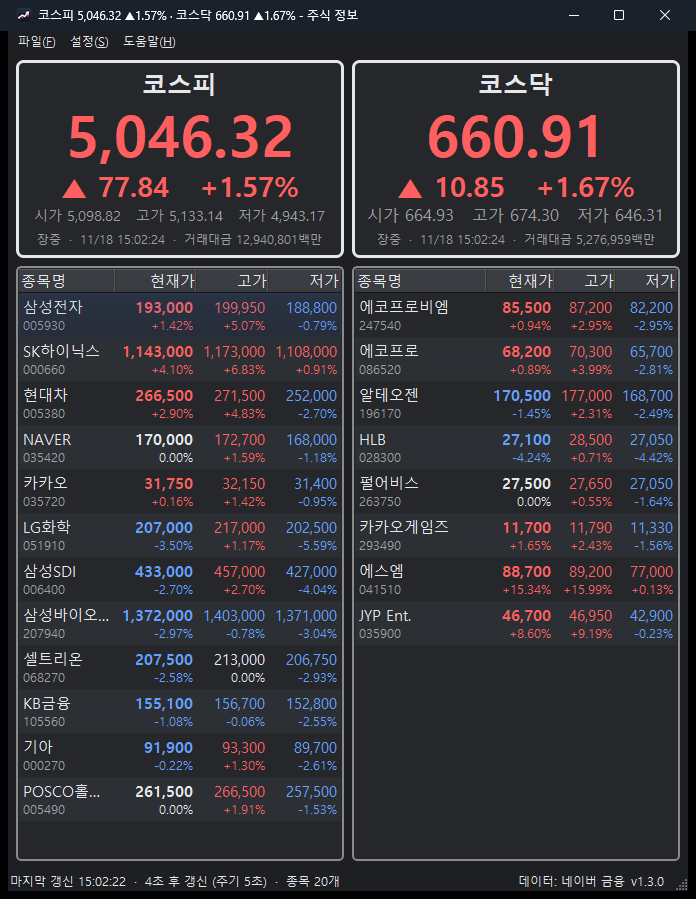 코스피 5,046.32 ▲1.57% · 코스닥 660.91 ▲1.67% - 주식 정보
파일(F) 설정(S) 도움말(H)
코스피
5,046.32
▲ 77.84 +1.57%
시가 5,098.82 고가 5,133.14 저가 4,943.17
장중 · 11/18 15:02:24 · 거래대금 12,940,801백만
코스닥
660.91
▲ 10.85 +1.67%
시가 664.93 고가 674.30 저가 646.31
장중 · 11/18 15:02:24 · 거래대금 5,276,959백만
종목명 현재가 고가 저가
삼성전자 193,000 199,950 188,800
005930 +1.42% +5.07% -0.79%
SK하이닉스 1,143,000 1,173,000 1,108,000
000660 +4.10% +6.83% +0.91%
현대차 266,500 271,500 252,000
005380 +2.90% +4.83% -2.70%
NAVER 170,000 172,700 168,000
035420 0.00% +1.59% -1.18%
카카오 31,750 32,150 31,400
035720 +0.16% +1.42% -0.95%
LG화학 207,000 217,000 202,500
051910 -3.50% +1.17% -5.59%
삼성SDI 433,000 457,000 427,000
006400 -2.70% +2.70% -4.04%
삼성바이오... 1,372,000 1,403,000 1,371,000
207940 -2.97% -0.78% -3.04%
셀트리온 207,500 213,000 206,750
068270 -2.58% 0.00% -2.93%
KB금융 155,100 156,700 152,800
105560 -1.08% -0.06% -2.55%
기아 91,900 93,300 89,700
000270 -0.22% +1.30% -2.61%
POSCO홀... 261,500 266,500 257,500
005490 0.00% +1.91% -1.53%
종목명 현재가 고가 저가
에코프로비엠 85,500 87,200 82,200
247540 +0.94% +2.95% -2.95%
에코프로 68,200 70,300 65,700
086520 +0.89% +3.99% -2.81%
알테오젠 170,500 177,000 168,700
196170 -1.45% +2.31% -2.49%
HLB 27,100 28,500 27,050
028300 -4.24% +0.71% -4.42%
펄어비스 27,500 27,650 27,050
263750 0.00% +0.55% -1.64%
카카오게임즈 11,700 11,790 11,330
293490 +1.65% +2.43% -1.56%
에스엠 88,700 89,200 77,000
041510 +15.34% +15.99% +0.13%
JYP Ent. 46,700 46,950 42,900
035900 +8.60% +9.19% -0.23%
마지막 갱신 15:02:22 · 4초 후 갱신 (주기 5초) · 종목 20개
데이터: 네이버 금융 v1.3.0